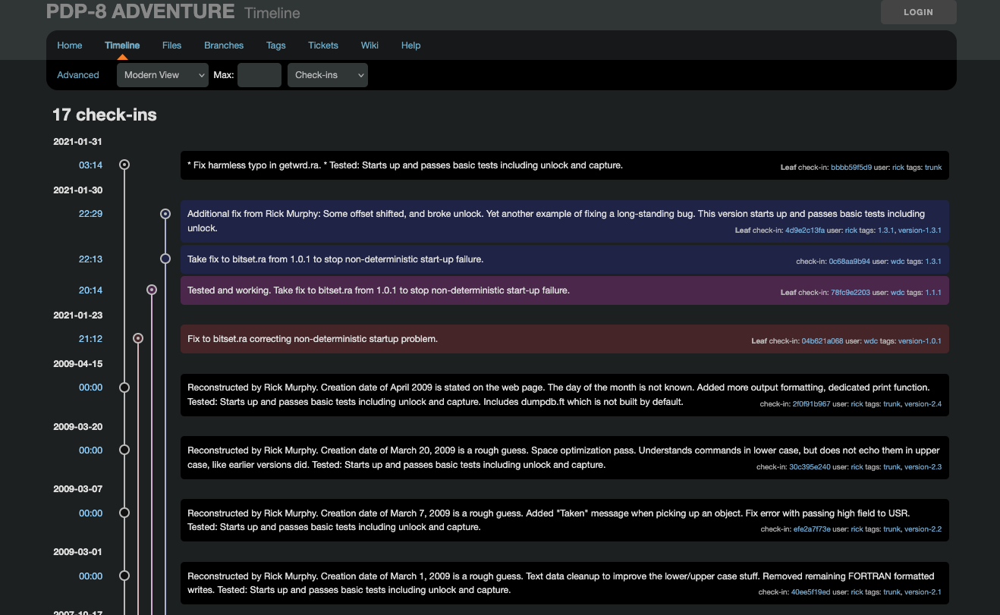 PDP-8 ADVENTURE Timeline
LOGIN
Home Timeline Files Branches Tags Tickets Wiki Help
Advanced Modern View Max: Check-ins
17 check-ins
2021-01-31
03:14 * Fix harmless typo in getwrd.ra. * Tested: Starts up and passes basic tests including unlock and capture.
Leaf check-in: bbbb59f5d9 user: rick tags: trunk
2021-01-30
22:29 Additional fix from Rick Murphy: Some offset shifted, and broke unlock. Yet another example of fixing a long-standing bug. This version starts up and passes basic tests including
unlock.
Leaf check-in: 4d9e2c13fa user: rick tags: 1.3.1, version-1.3.1
22:13 Take fix to bitset.ra from 1.0.1 to stop non-deterministic start-up failure.
check-in: 0c68aa9b94 user: wdc tags: 1.3.1
20:14 Tested and working. Take fix to bitset.ra from 1.0.1 to stop non-deterministic start-up failure.
Leaf check-in: 78fc9e2203 user: wdc tags: 1.1.1
2021-01-23
21:12 Fix to bitset.ra correcting non-deterministic startup problem.
Leaf check-in: 04b621a068 user: wdc tags: version-1.0.1
2009-04-15
00:00 Reconstructed by Rick Murphy. Creation date of April 2009 is stated on the web page. The day of the month is not known. Added more output formatting, dedicated print function.
Tested: Starts up and passes basic tests including unlock and capture. Includes dumpdb.ft which is not built by default.
check-in: 2f0f91b967 user: rick tags: trunk, version-2.4
2009-03-20
00:00 Reconstructed by Rick Murphy. Creation date of March 20, 2009 is a rough guess. Space optimization pass. Understands commands in lower case, but does not echo them in upper
case, like earlier versions did. Tested: Starts up and passes basic tests including unlock and capture.
check-in: 30c395e240 user: rick tags: trunk, version-2.3
2009-03-07
00:00 Reconstructed by Rick Murphy. Creation date of March 7, 2009 is a rough guess. Added "Taken" message when picking up an object. Fix error with passing high field to USR.
Tested: Starts up and passes basic tests including unlock and capture.
check-in: efe2a7f73e user: rick tags: trunk, version-2.2
2009-03-01
00:00 Reconstructed by Rick Murphy. Creation date of March 1, 2009 is a rough guess. Text data cleanup to improve the lower/upper case stuff. Removed remaining FORTRAN formatted
writes. Tested: Starts up and passes basic tests including unlock and capture.
check-in: 40ee5f19ed user: rick tags: trunk, version-2.1
2007-10-17